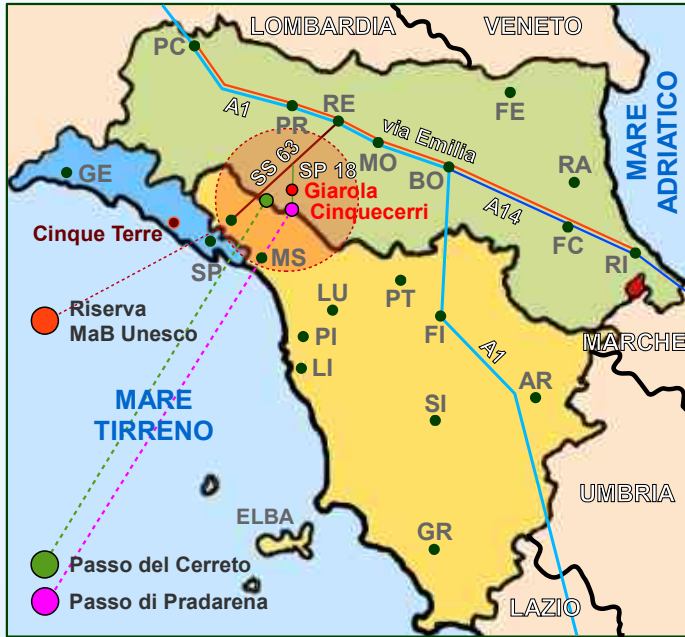 LOMBARDIA
VENETO
PC
A1
RE
PR
FE
MARE
ADRIATICO
via Emilia
MO
SS 63
SP 18
BO
RA
GE
Giarola
Cinquecerri
A14
FC
Cinque Terre
SP
MS
RI
Riserva
MaB Unesco
LU
PT
PI
FI
LI
MARCHE
A1
AR
MARE
TIRRENO
SI
UMBRIA
ELBA
GR
Passo del Cerreto
Passo di Pradarena
LAZIO